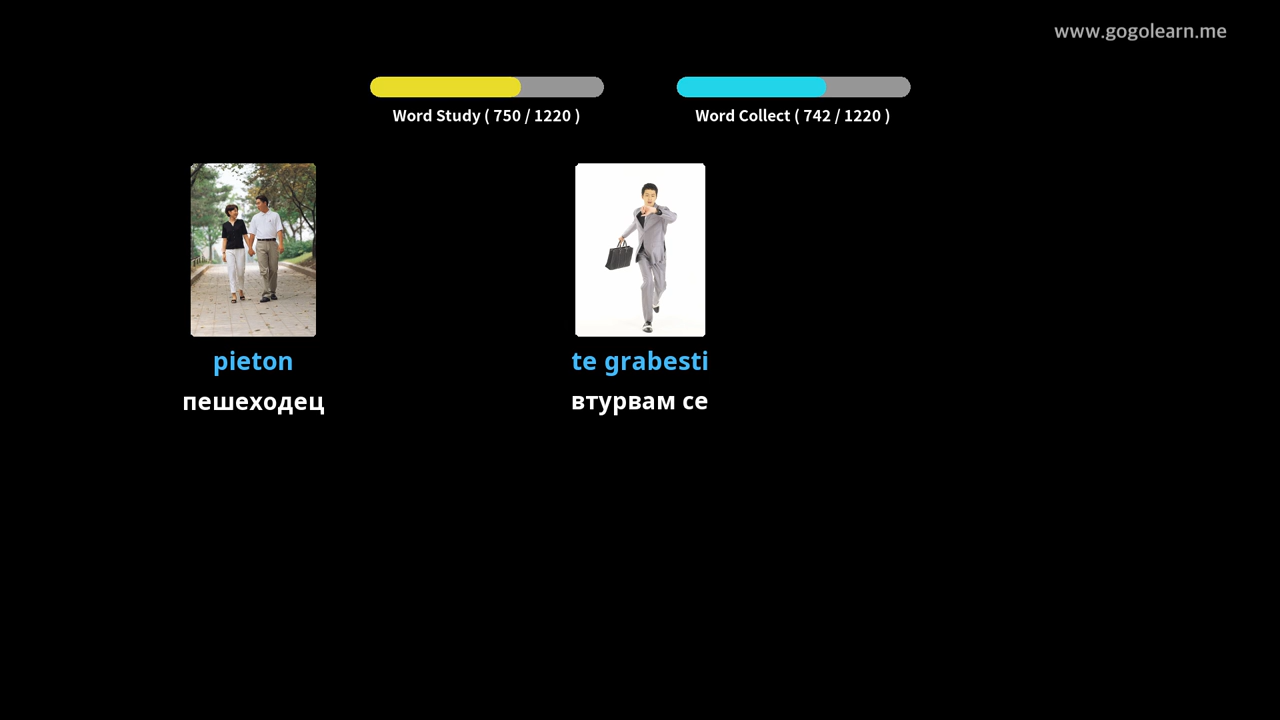 www.gogolearn.me
Word Study ( 750 / 1220 )
Word Collect ( 742 / 1220 )
pieton
пешеходец
te grabesti
втурвам се